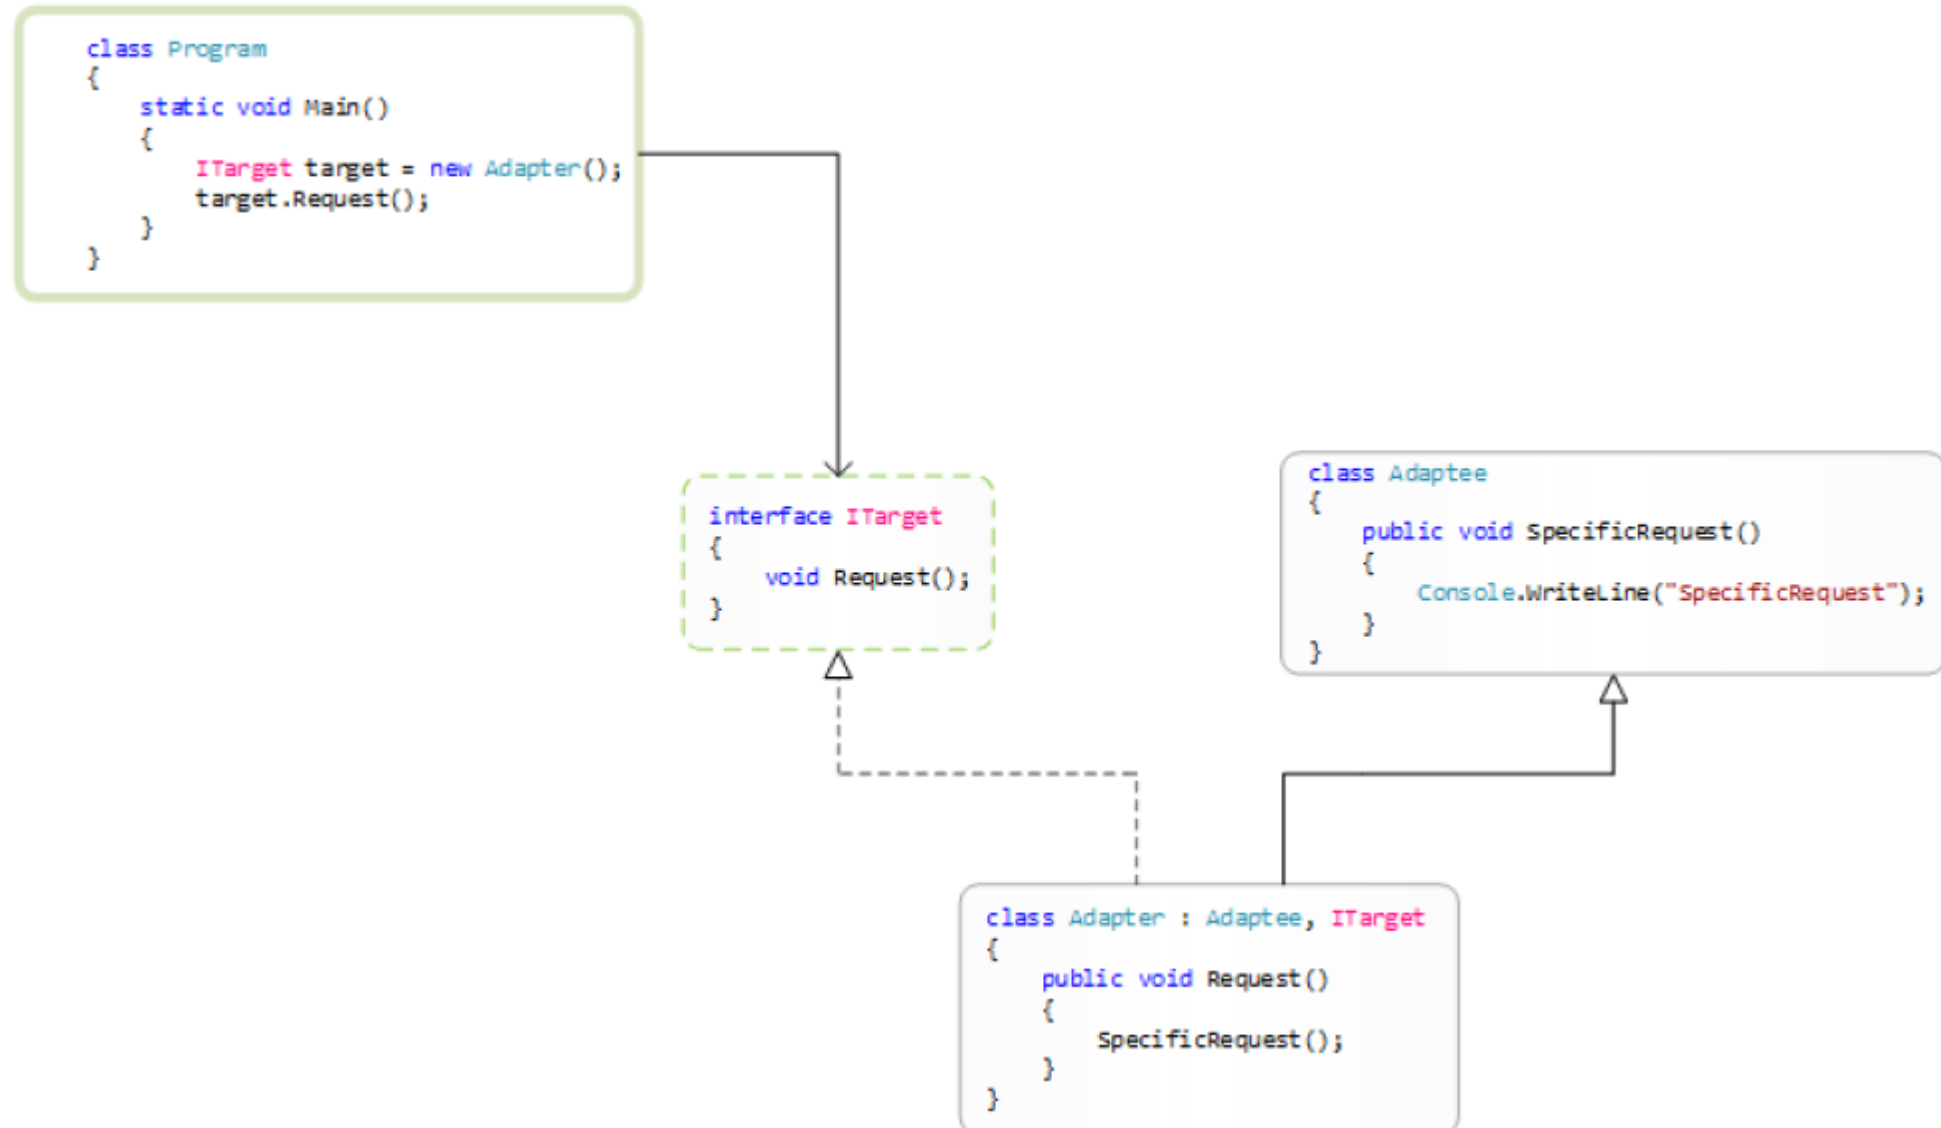 class Program
{
static void Main()
{
ITarget target = new Adapter();
target.Request();
}
}
interface ITarget
{
void Request();
}
class Adaptee
{
public void SpecificRequest()
{
Console.WriteLine("SpecificRequest");
}
}
class Adapter : Adaptee, ITarget
{
public void Request()
{
SpecificRequest();
}
}